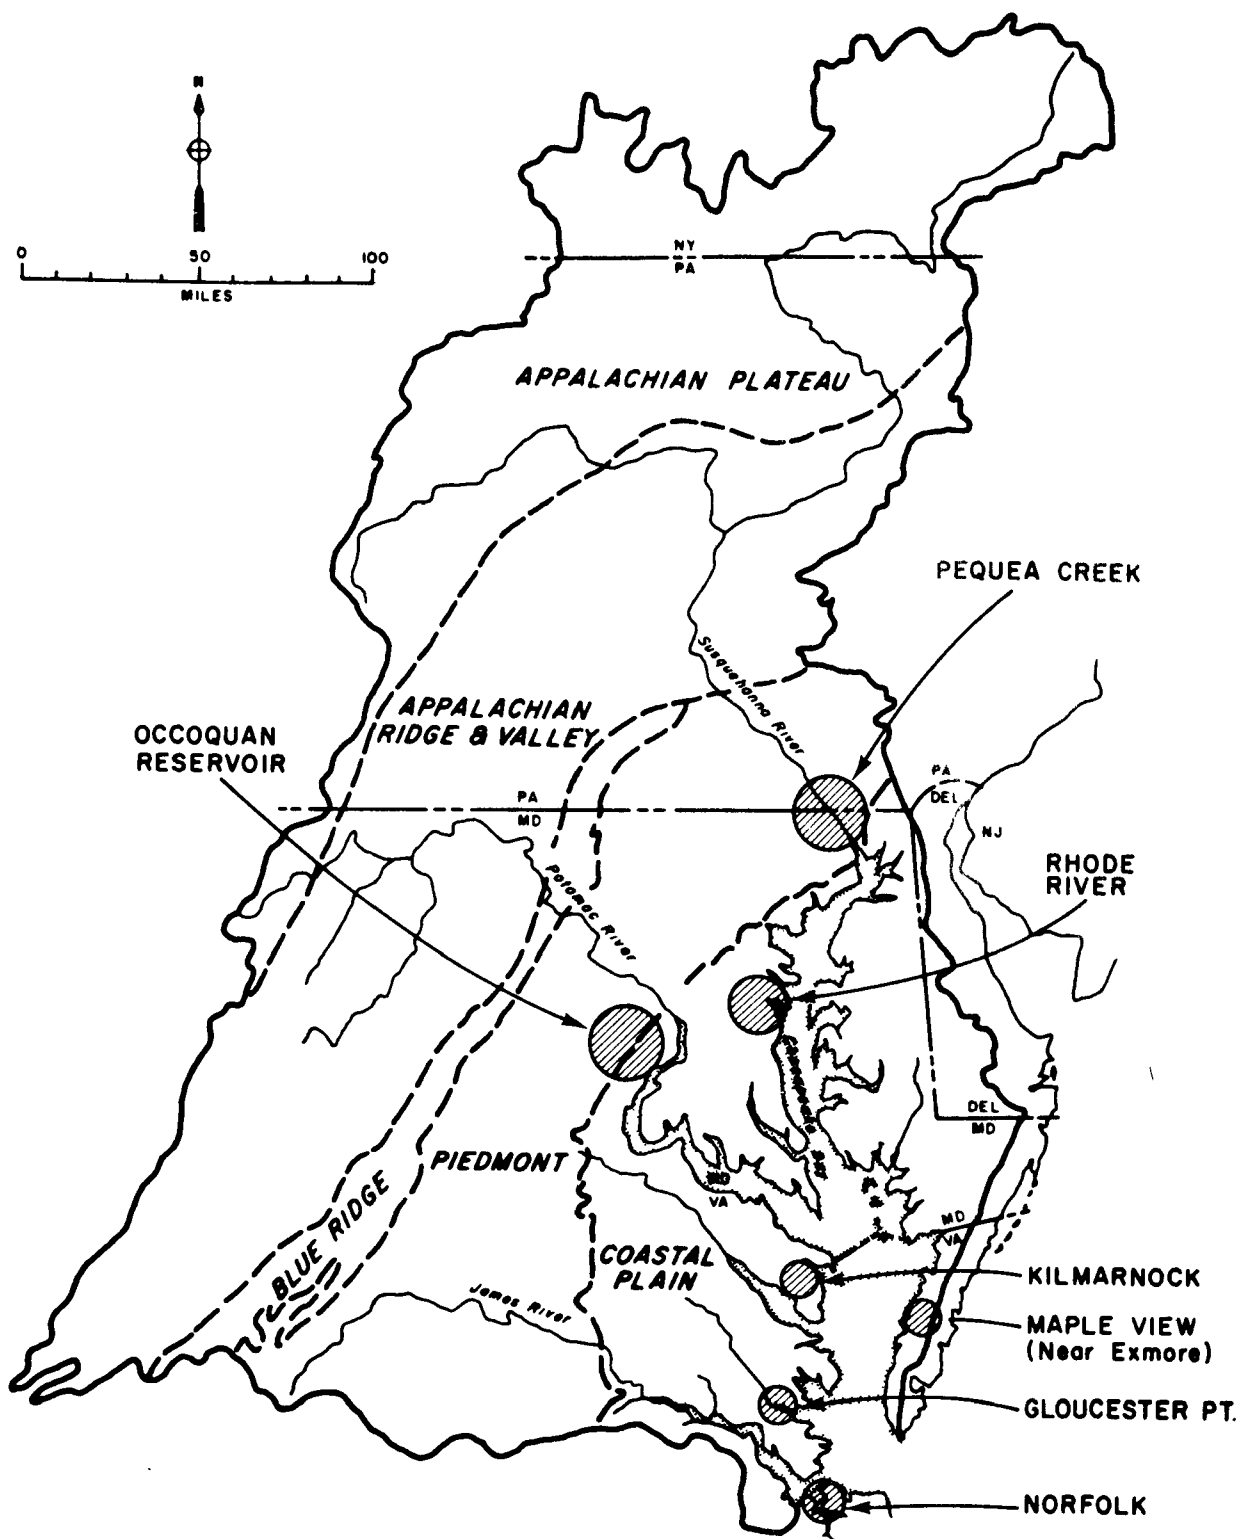 N
0 50 100
MILES
NY
PA
APPALACHIAN PLATEAU
PEQUEA CREEK
Susquehanna River
APPALACHIAN
RIDGE & VALLEY
OCCOQUAN
RESERVOIR
PA
DEL
PA
MD
NJ
RHODE
RIVER
Potomac River
Chesapeake Bay
DEL
MD
PIEDMONT
MD
VA
BLUE RIDGE
MD
VA
COASTAL
PLAIN
KILMARNOCK
James River
MAPLE VIEW
(Near Exmore)
GLOUCESTER PT.
NORFOLK